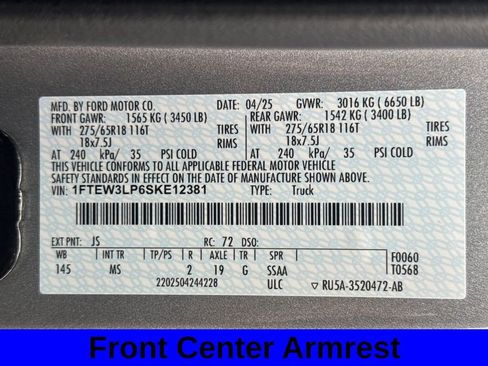 MFD. BY FORD MOTOR CO. DATE: 04/25 GVWR: 3016 KG ( 6650 LB)
FRONT GAWR: 1565 KG ( 3450 LB) REAR GAWR: 1542 KG ( 3400 LB)
WITH 275/65R18 116T TIRES WITH 275/65R18 116T TIRES
18x7.5J RIMS 18x7.5J RIMS
AT 240 kPa/ 35 PSI COLD AT 240 kPa/ 35 PSI COLD
THIS VEHICLE CONFORMS TO ALL APPLICABLE FEDERAL MOTOR VEHICLE
SAFETY STANDARDS IN EFFECT ON THE DATE OF MANUFACTURE SHOWN ABOVE.
VIN: 1FTEW3LP6SKE12381 TYPE: Truck
EXT PNT: JS RC: 72 DSO: F0060
WB INT TR TP/PS R AXLE TR SPR T0568
145 MS 2 19 G SSAA
2202504244228 ULC ▽ RU5A-3520472-AB
Front Center Armrest